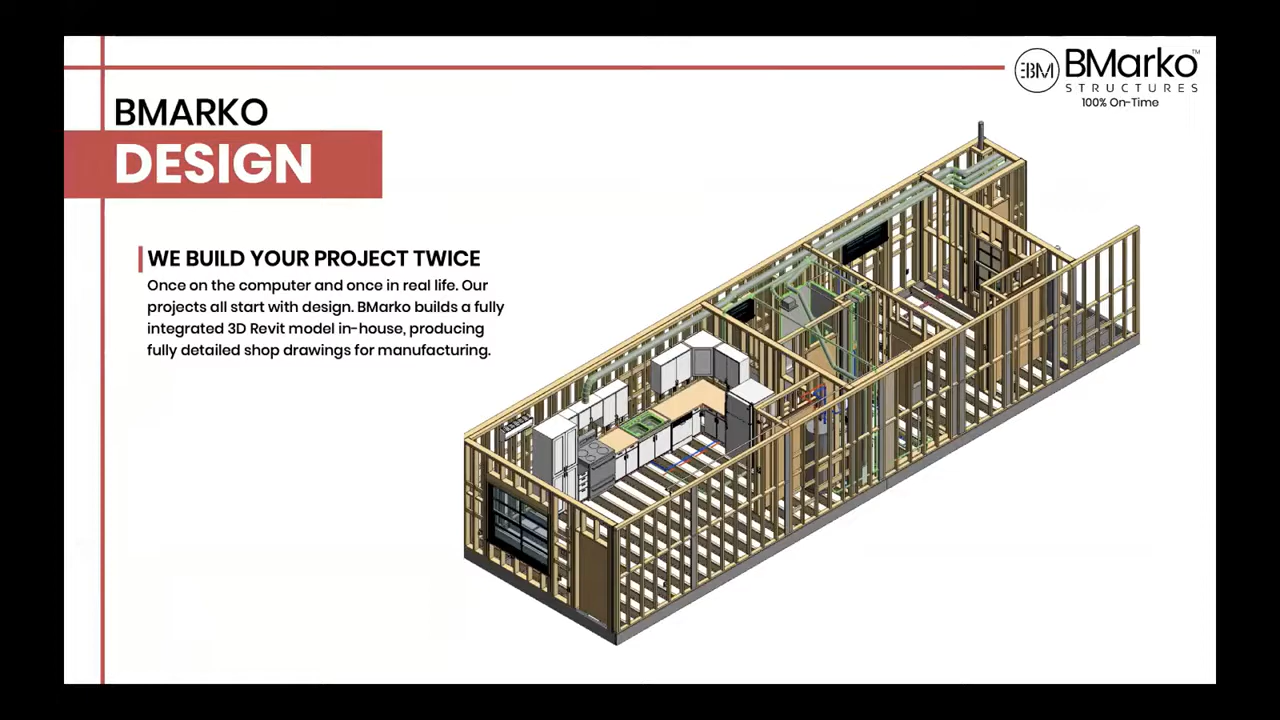 BMarko™
STRUCTURES
100% On-Time
BMARKO
DESIGN
WE BUILD YOUR PROJECT TWICE
Once on the computer and once in real life. Our
projects all start with design. BMarko builds a fully
integrated 3D Revit model in-house, producing
fully detailed shop drawings for manufacturing.
BM